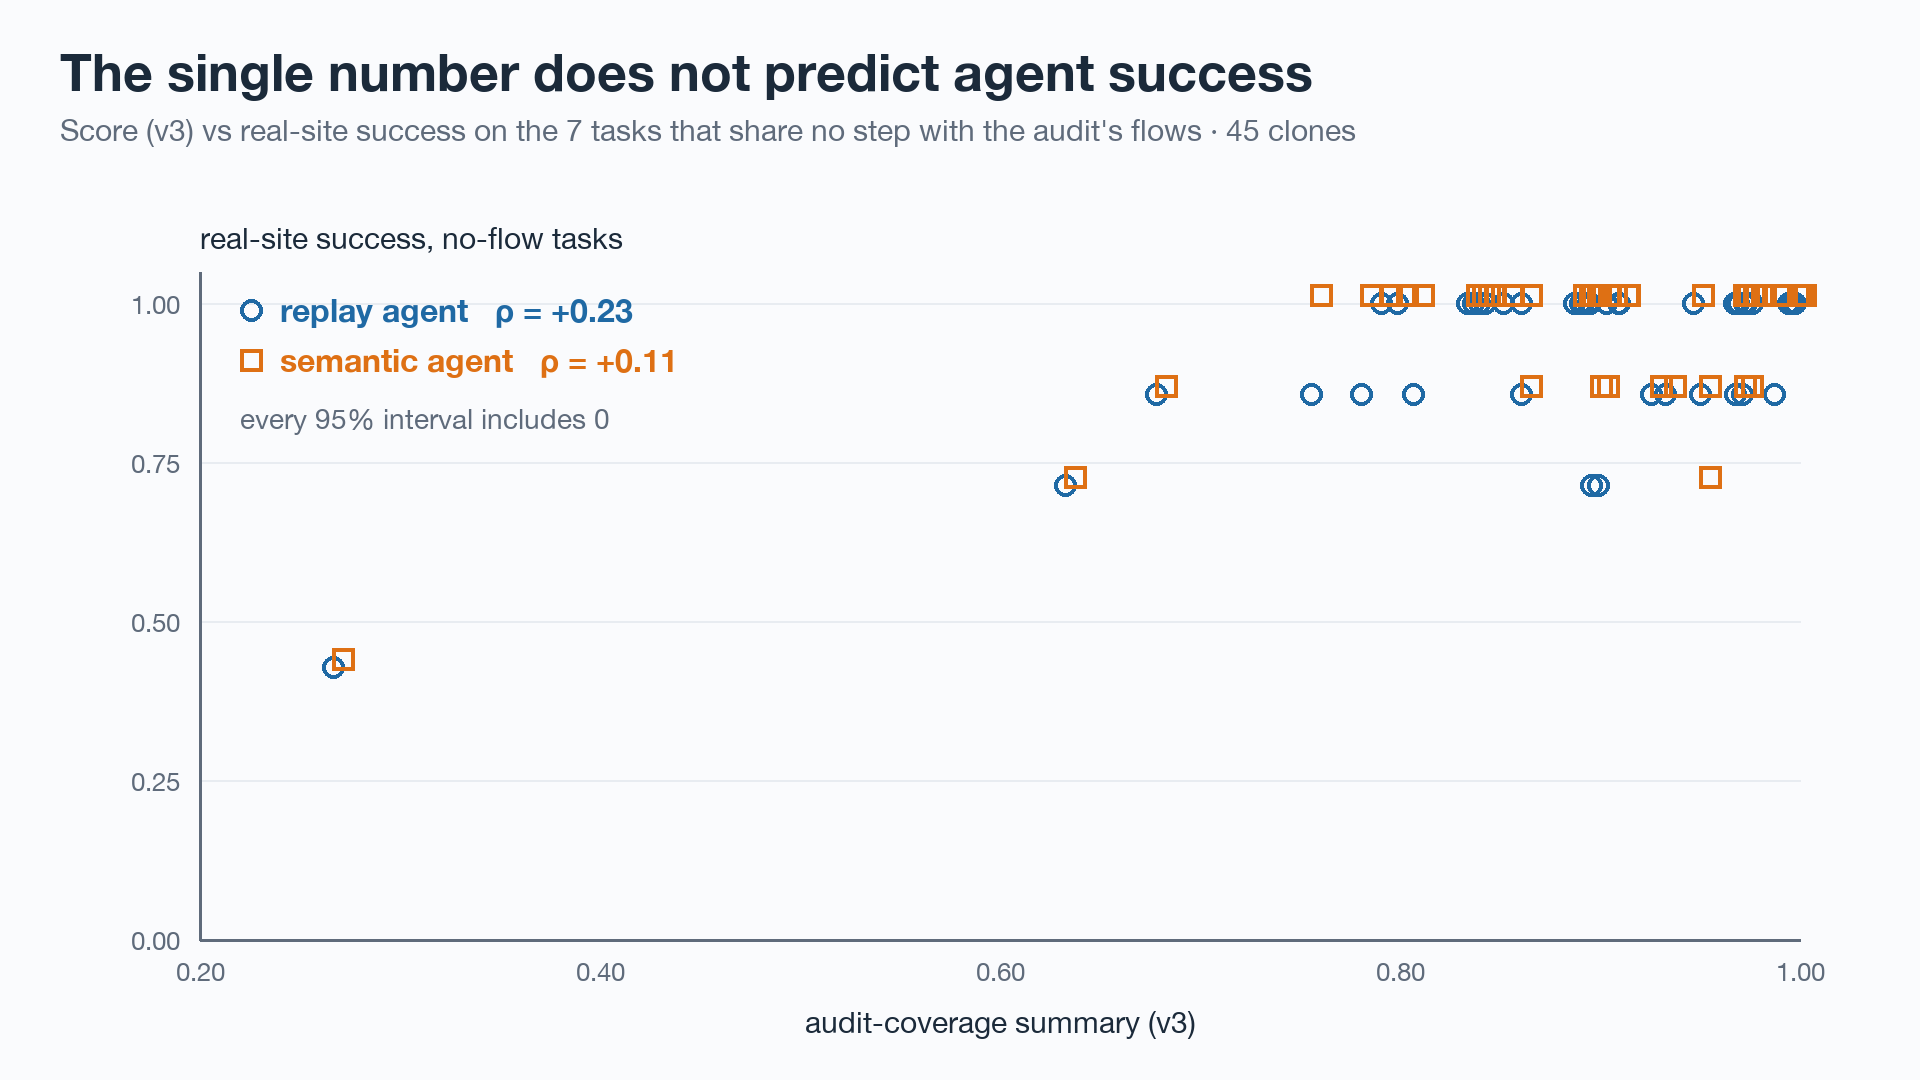 The single number does not predict agent success
Score (v3) vs real-site success on the 7 tasks that share no step with the audit's flows · 45 clones
real-site success, no-flow tasks
1.00
replay agent ρ = +0.23
semantic agent ρ = +0.11
every 95% interval includes 0
0.75
0.50
0.25
0.00
0.20 0.40 0.60 0.80 1.00
audit-coverage summary (v3)